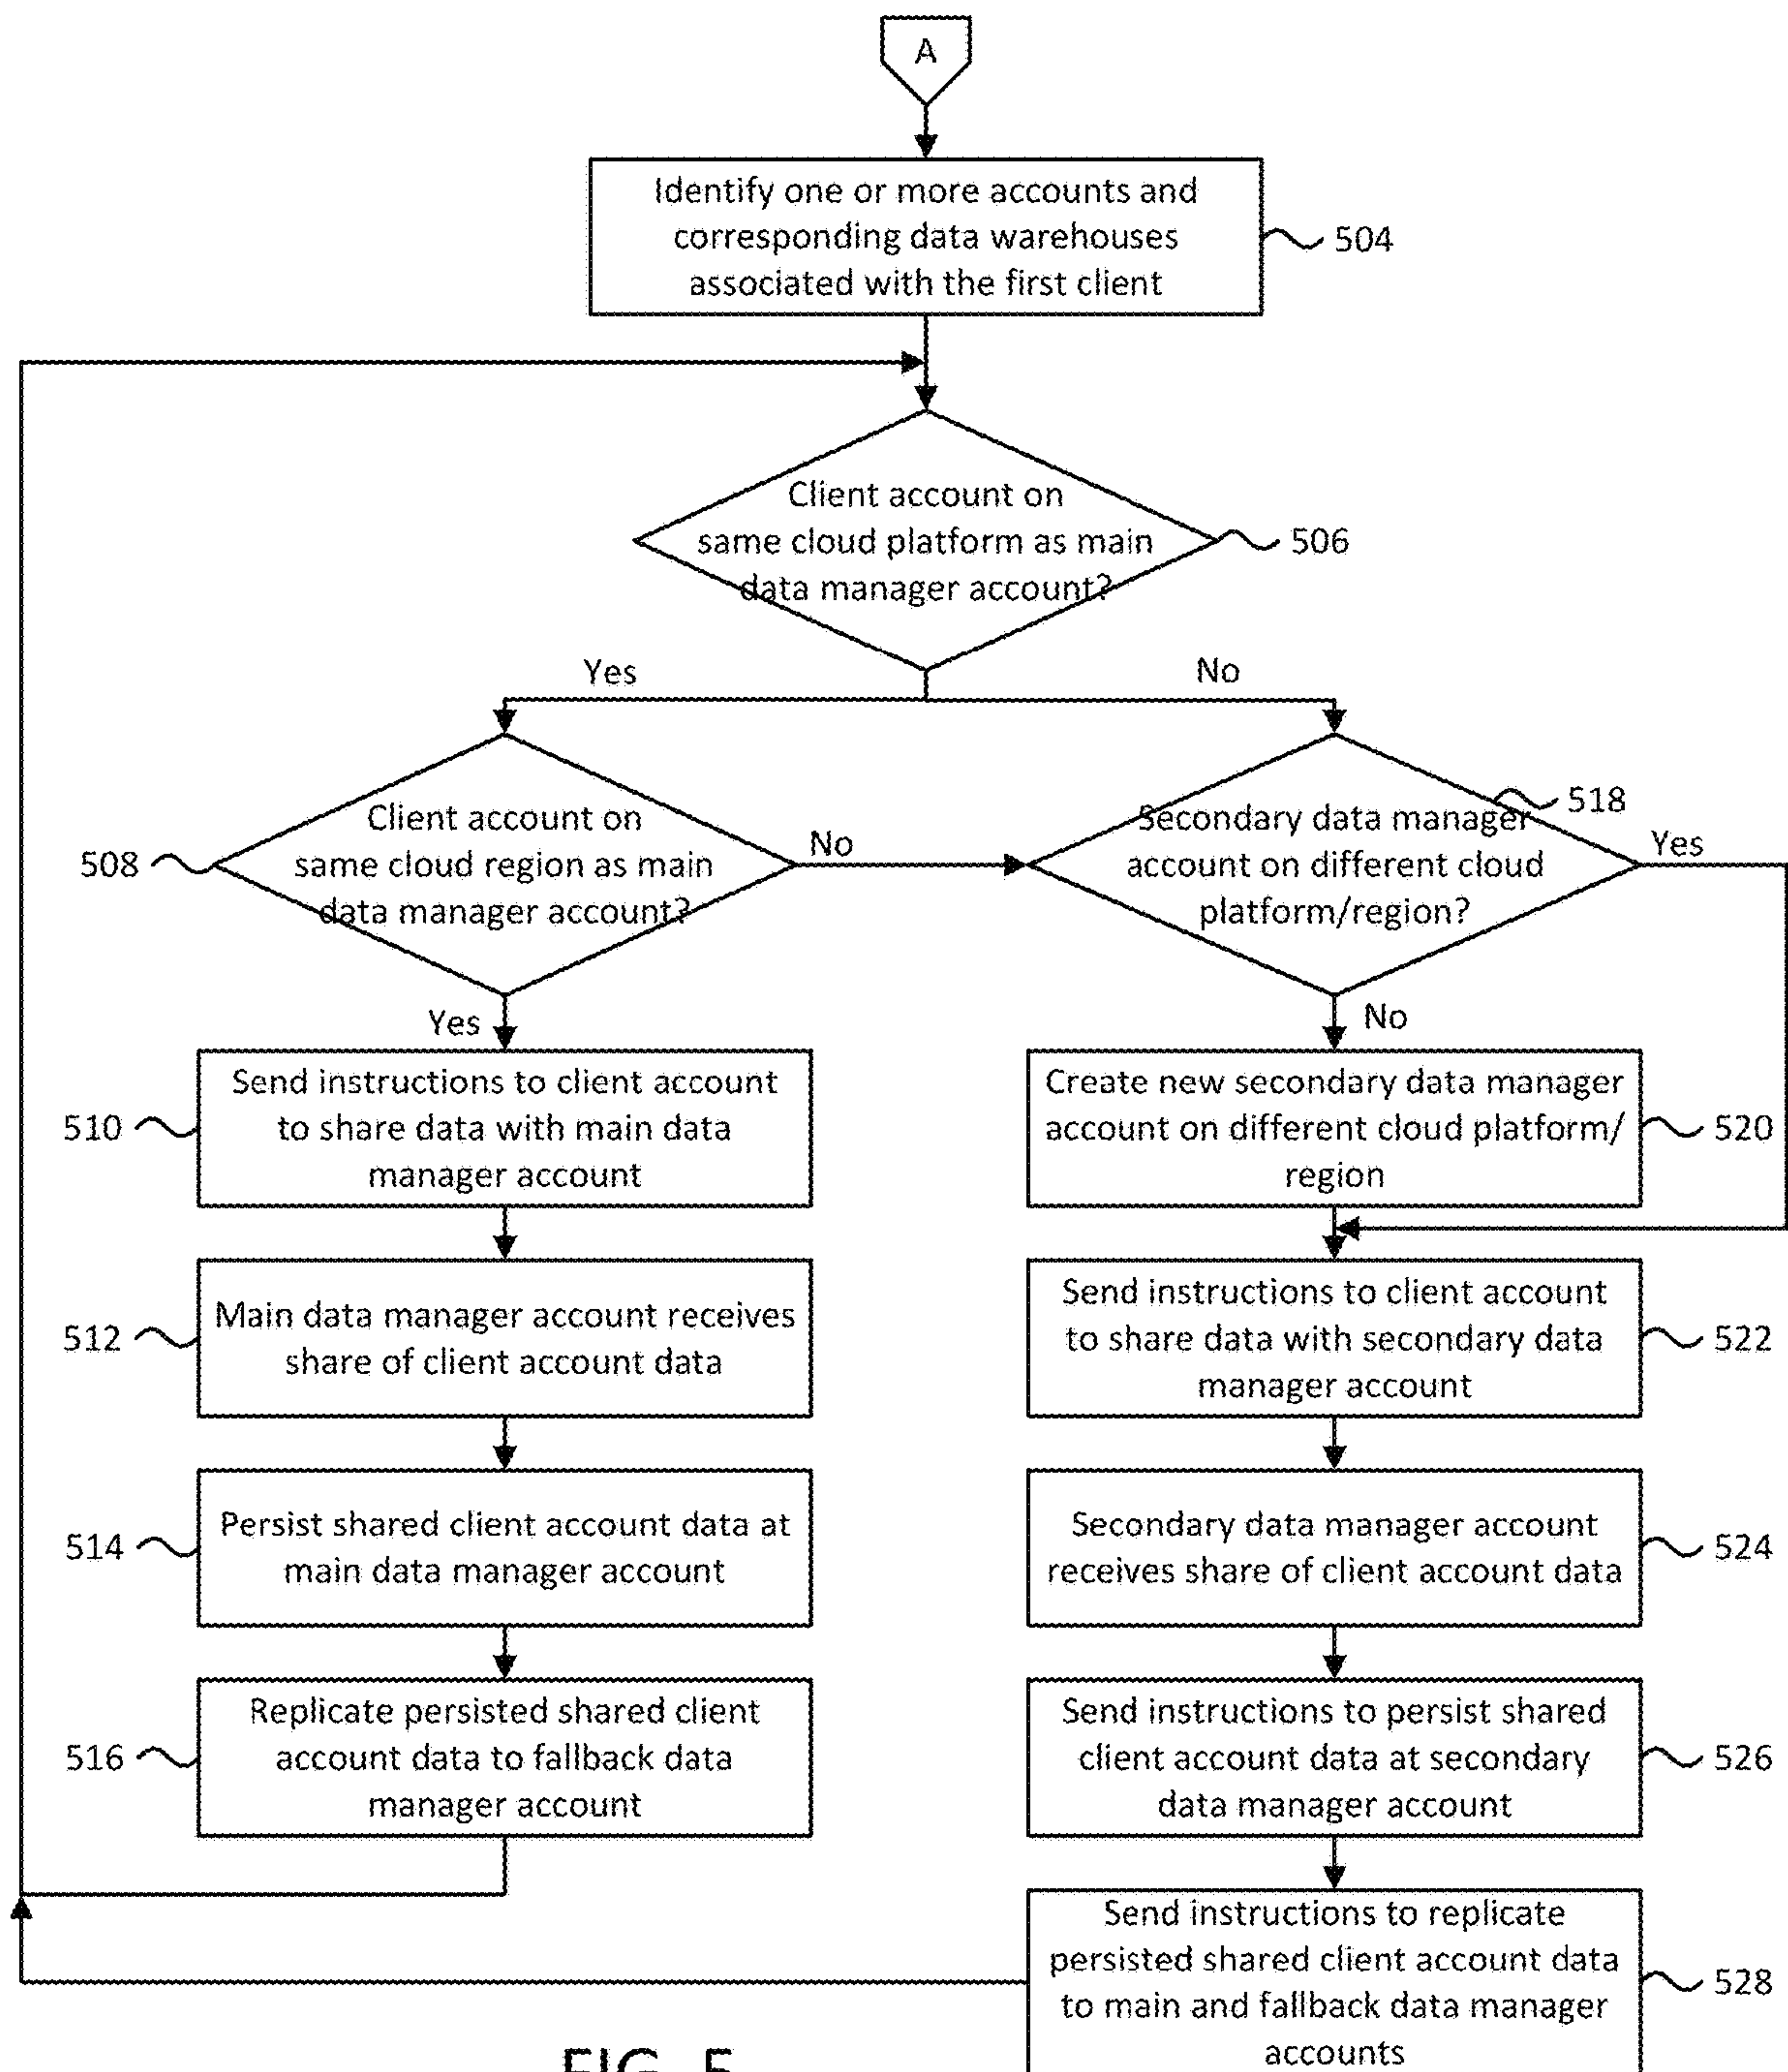 A
Identify one or more accounts and
corresponding data warehouses
associated with the first client
504
Client account on
same cloud platform as main
data manager account?
506
Yes
No
Client account on
same cloud region as main
data manager account?
508
No
Secondary data manager
account on different cloud
platform/region?
518
Yes
Yes
No
Send instructions to client account
to share data with main data
manager account
510
Create new secondary data manager
account on different cloud platform/
region
520
Main data manager account receives
share of client account data
512
Send instructions to client account
to share data with secondary data
manager account
522
Persist shared client account data at
main data manager account
514
Secondary data manager account
receives share of client account data
524
Replicate persisted shared client
account data to fallback data
manager account
516
Send instructions to persist shared
client account data at secondary
data manager account
526
Send instructions to replicate
persisted shared client account data
to main and fallback data manager
accounts
528
FIG. 5